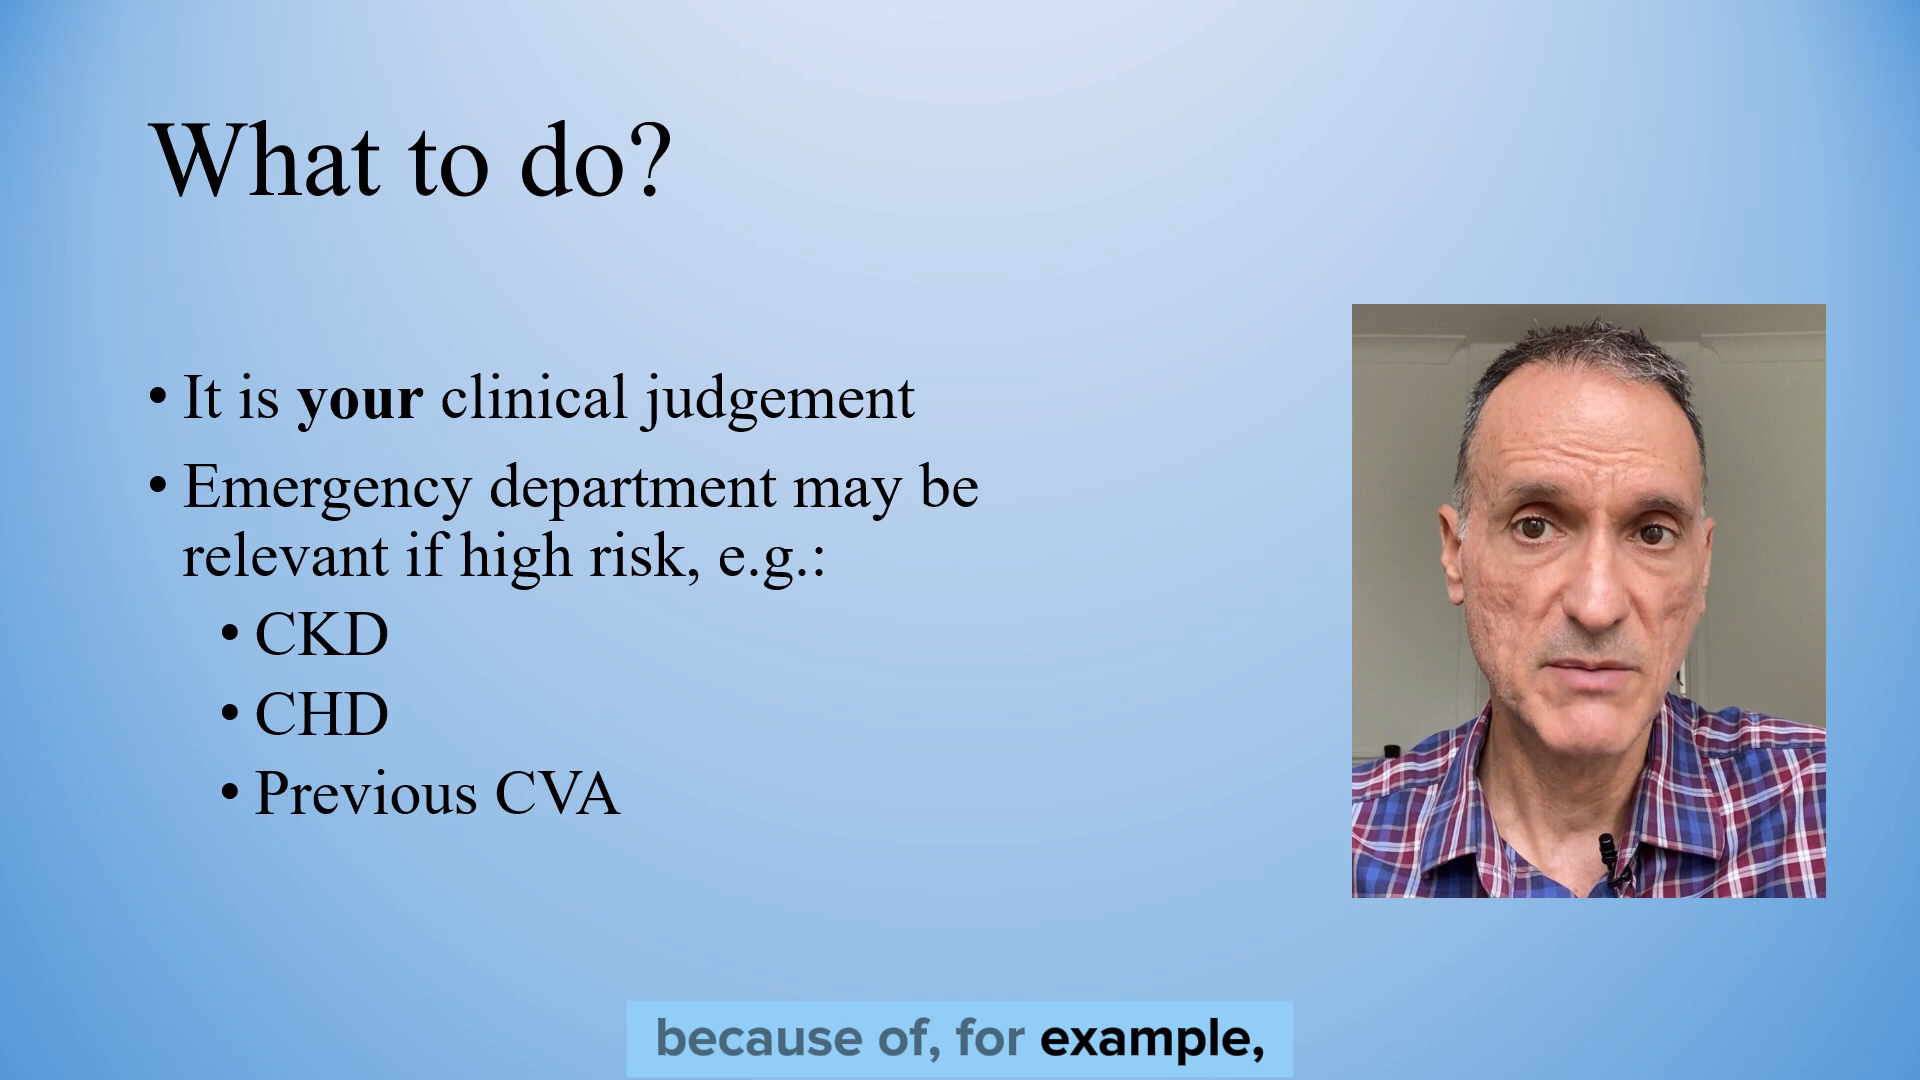 What to do?
• It is your clinical judgement
• Emergency department may be
relevant if high risk, e.g.:
• CKD
• CHD
• Previous CVA
because of, for example,